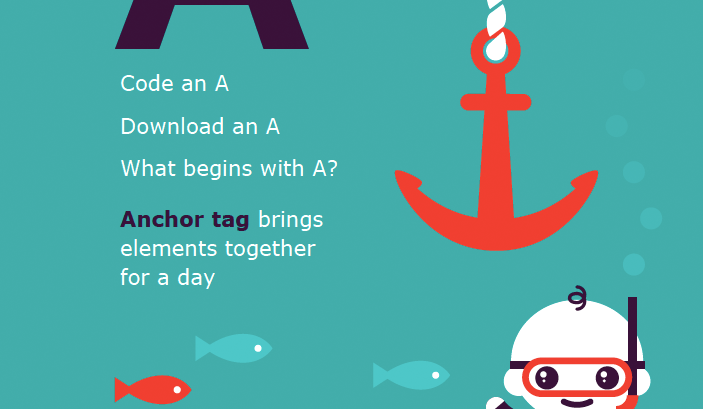 A
Code an A
Download an A
What begins with A?
Anchor tag brings
elements together
for a day